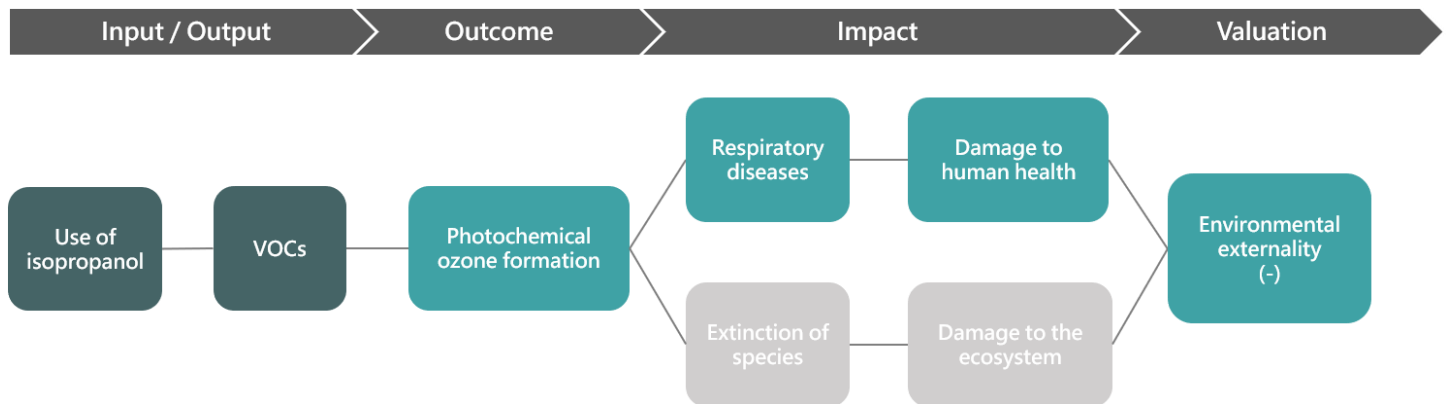 Input / Output
Outcome
Impact
Valuation
Use of
isopropanol
VOCs
Photochemical
ozone formation
Respiratory
diseases
Damage to
human health
Extinction of
species
Damage to the
ecosystem
Environmental
externality
(-)